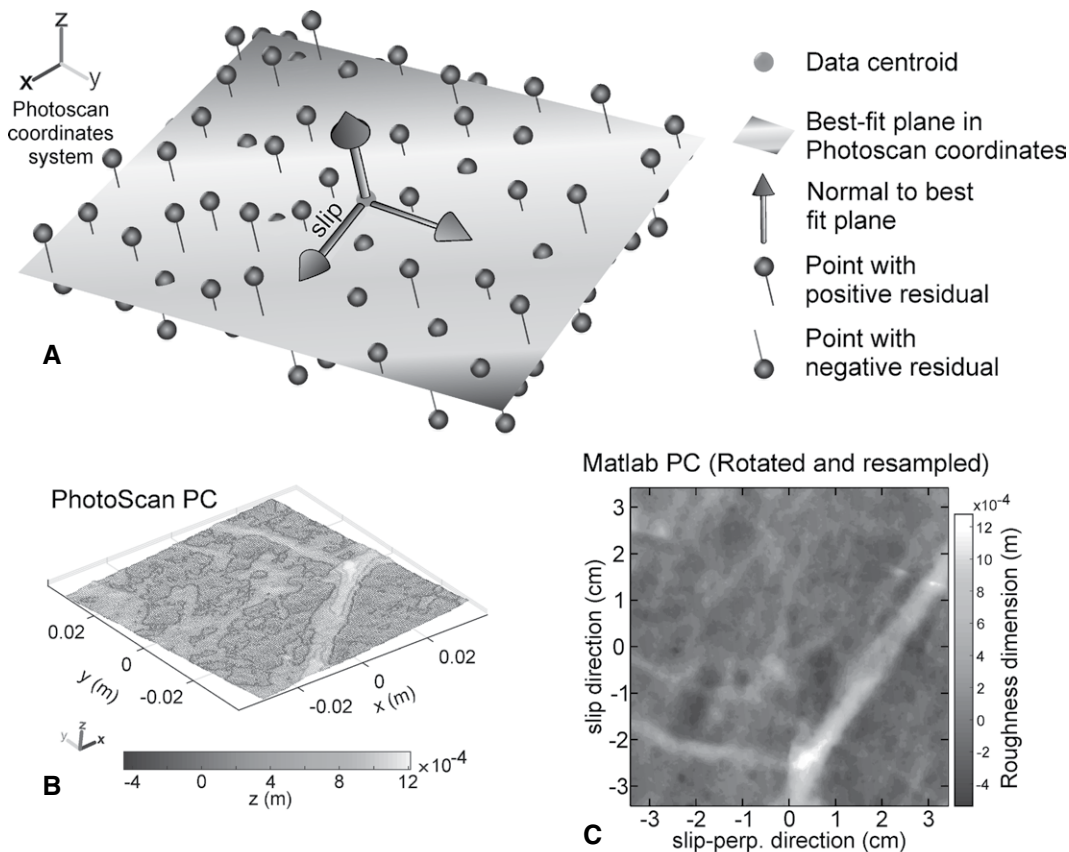 z
x
y
Photoscan
coordinates
system
slip
A
Data centroid
Best-fit plane in
Photoscan coordinates
Normal to best
fit plane
Point with
positive residual
Point with
negative residual
PhotoScan PC
0.02
0
-0.02
y (m)
-0.02
0
0.02
x (m)
z
y
x
-4
0
4
8
12
×10⁻⁴
z (m)
B
Matlab PC (Rotated and resampled)
3
2
1
0
-1
-2
-3
slip direction (cm)
-3
-2
-1
0
1
2
3
slip-perp. direction (cm)
×10⁻⁴
12
10
8
6
4
2
0
-2
-4
Roughness dimension (m)
C